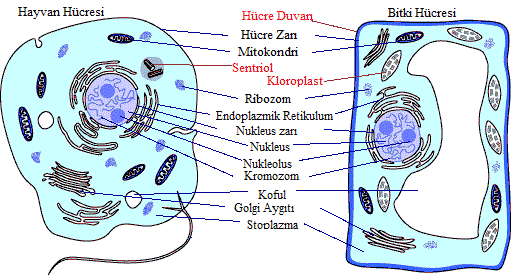 Hayvan Hücresi
Hücre Duvarı
Bitki Hücresi
Hücre Zarı
Mitokondri
Sentriol
Kloroplast
Ribozom
Endoplazmik Retikulum
Nukleus zarı
Nukleus
Nukleolus
Kromozom
Koful
Golgi Aygıtı
Stoplazma